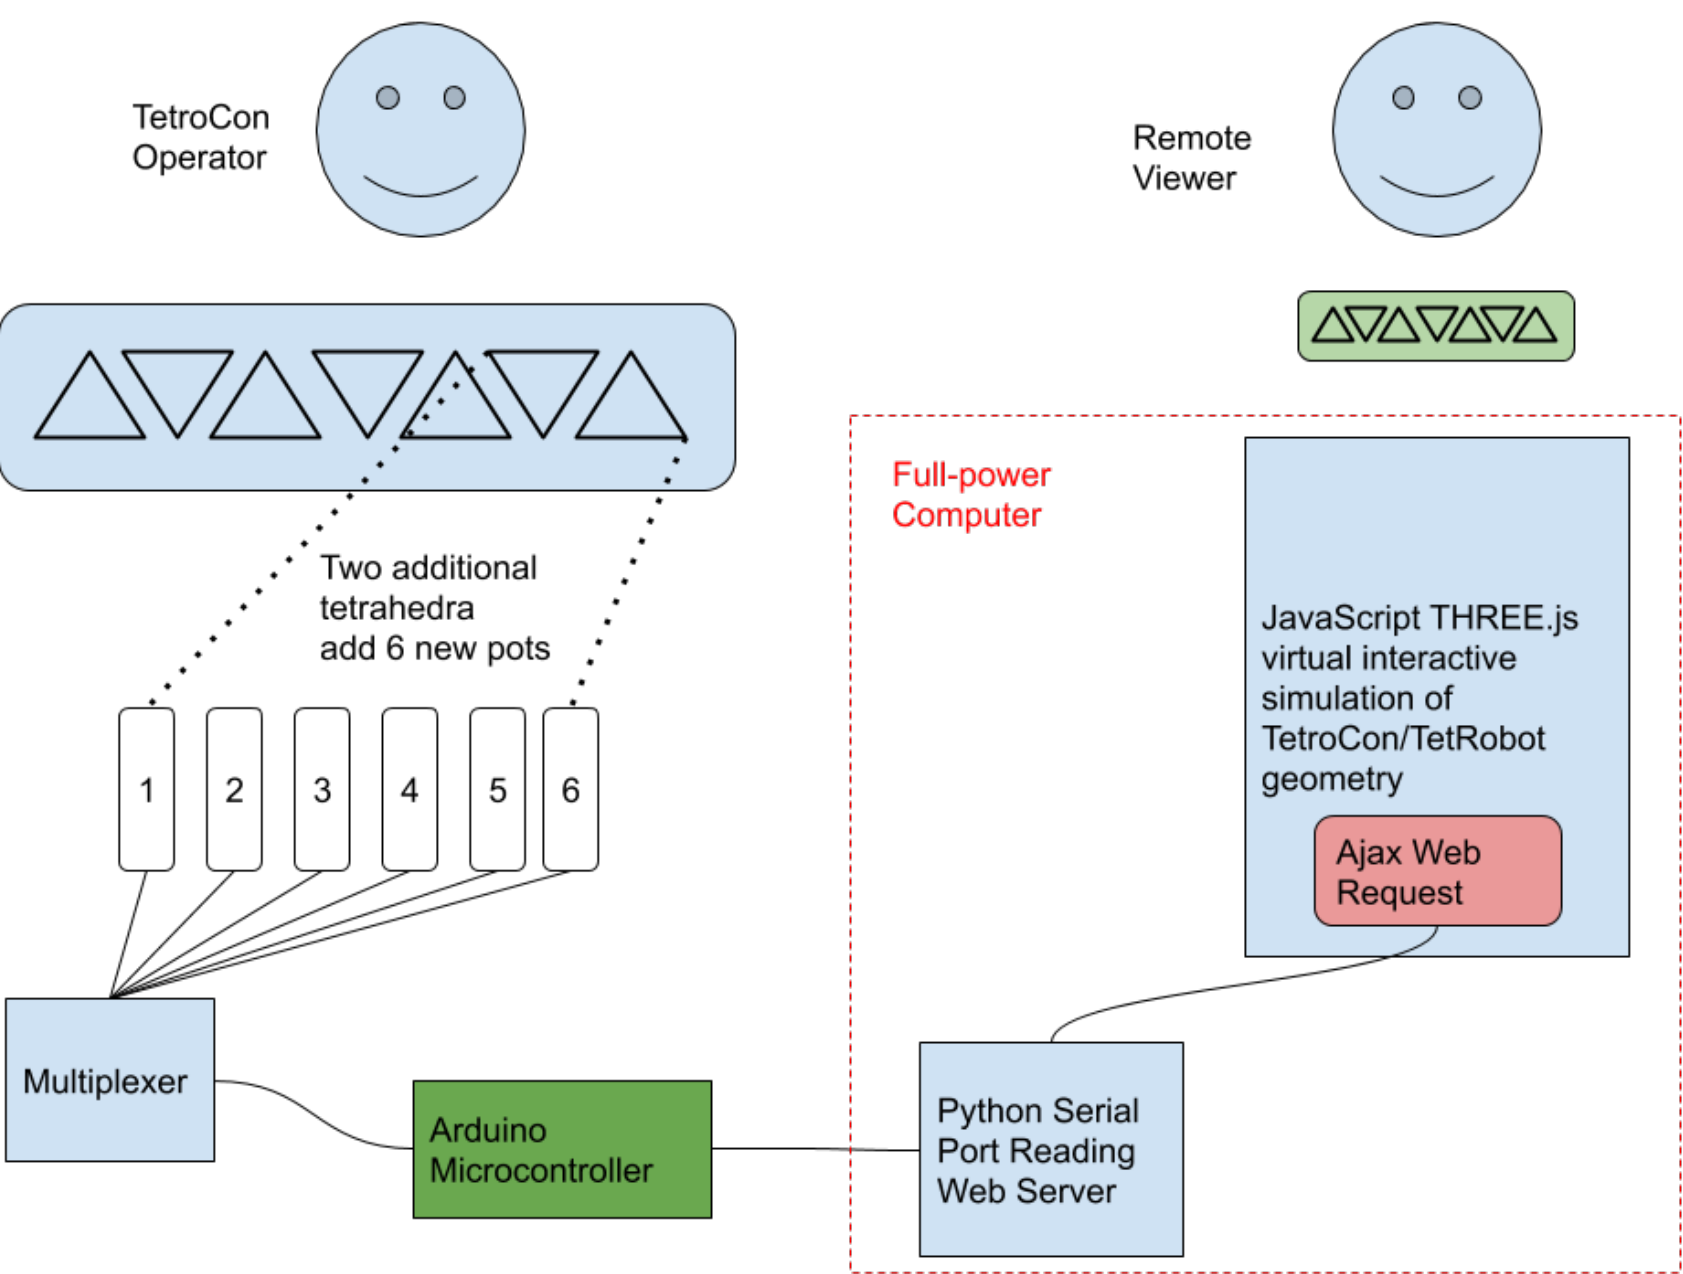 TetroCon
Operator
Remote
Viewer
Full-power
Computer
Two additional
tetrahedra
add 6 new pots
JavaScript THREE.js
virtual interactive
simulation of
TetroCon/TetRobot
geometry
1
2
3
4
5
6
Ajax Web
Request
Multiplexer
Arduino
Microcontroller
Python Serial
Port Reading
Web Server